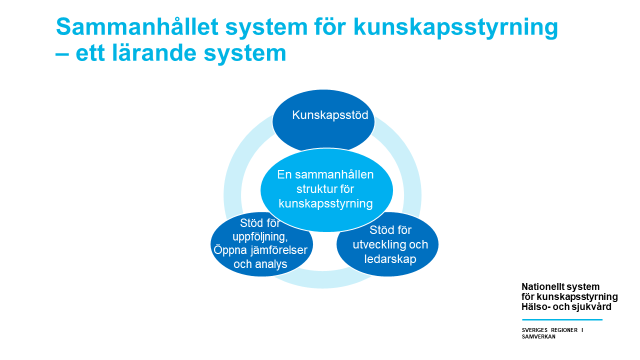 Sammanhållet system för kunskapsstyrning
– ett lärande system
Kunskapsstöd
En sammanhållen
struktur för
kunskapsstyrning
Stöd för
uppföljning,
Öppna jämförelser
och analys
Stöd för
utveckling och
ledarskap
Nationellt system
för kunskapsstyrning
Hälso- och sjukvård
SVERIGES REGIONER I
SAMVERKAN